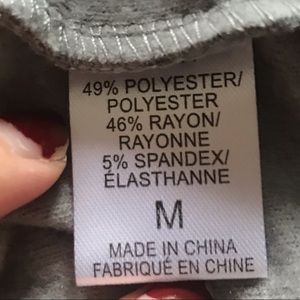 49% POLYESTER/
POLYESTER
46% RAYON/
RAYONNE
5% SPANDEX/
ÉLASTHANNE
M
MADE IN CHINA
FABRIQUÉ EN CHINE